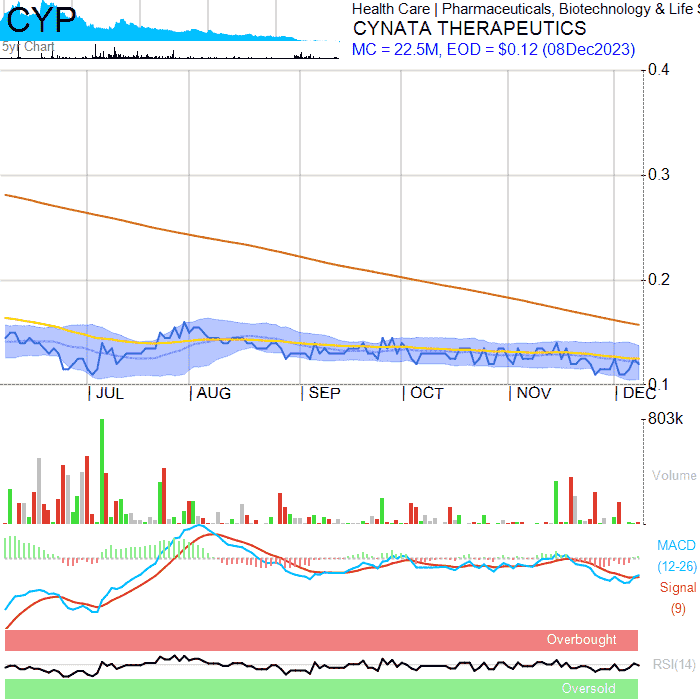 CYP
5yr Chart
Health Care | Pharmaceuticals, Biotechnology & Life S
CYNATA THERAPEUTICS
MC = 22.5M, EOD = $0.12 (08Dec2023)
0.4
0.3
0.2
0.1
JUL
AUG
SEP
OCT
NOV
DEC
803k
Volume
MACD
(12-26)
Signal
(9)
Overbought
RSI(14)
Oversold